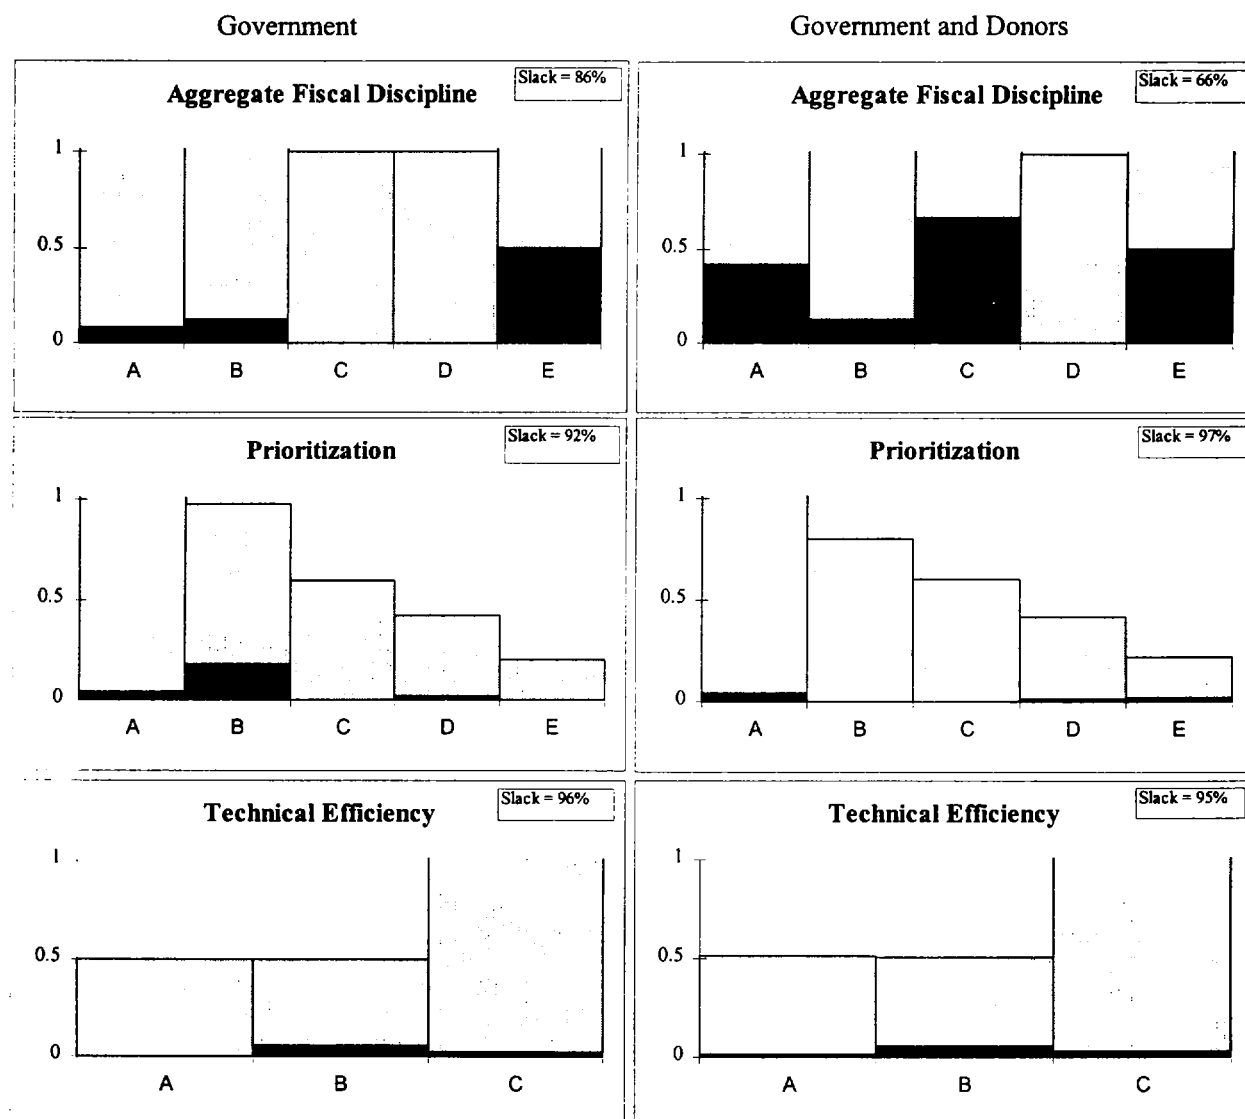 Government
Government and Donors
Slack = 86%
Aggregate Fiscal Discipline
1
0.5
0
A B C D E
Slack = 66%
Aggregate Fiscal Discipline
1
0.5
0
A B C D E
Slack = 92%
Prioritization
1
0.5
0
A B C D E
Slack = 97%
Prioritization
1
0.5
0
A B C D E
Slack = 96%
Technical Efficiency
1
0.5
0
A B C
Slack = 95%
Technical Efficiency
1
0.5
0
A B C